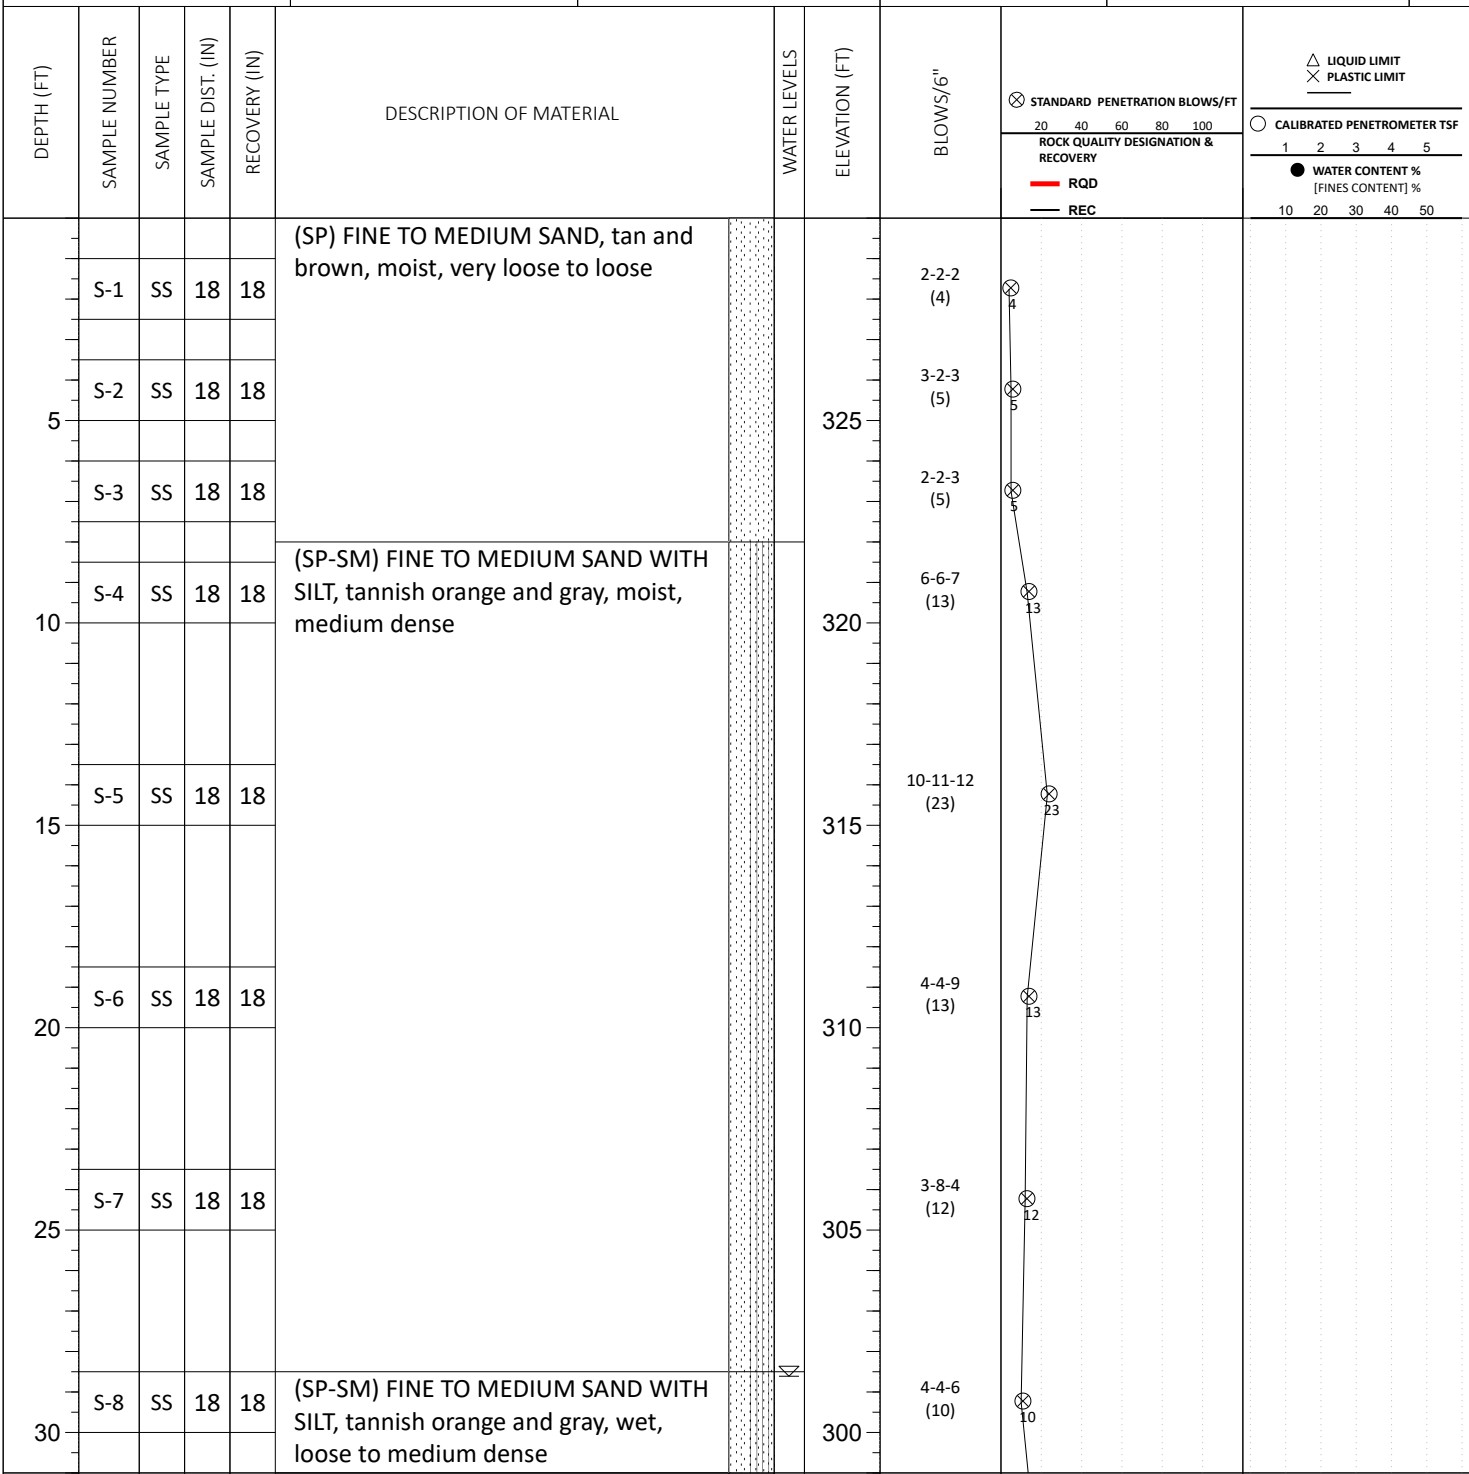 DEPTH (FT)
SAMPLE NUMBER
SAMPLE TYPE
SAMPLE DIST. (IN)
RECOVERY (IN)
DESCRIPTION OF MATERIAL
WATER LEVELS
ELEVATION (FT)
BLOWS/6"
STANDARD PENETRATION BLOWS/FT
20 40 60 80 100
ROCK QUALITY DESIGNATION &
RECOVERY
RQD
REC
LIQUID LIMIT
PLASTIC LIMIT
CALIBRATED PENETROMETER TSF
1 2 3 4 5
WATER CONTENT %
[FINES CONTENT] %
10 20 30 40 50
(SP) FINE TO MEDIUM SAND, tan and
brown, moist, very loose to loose
S-1 SS 18 18
2-2-2
(4)
4
S-2 SS 18 18
3-2-3
(5)
5
5 325
S-3 SS 18 18
2-2-3
(5)
5
(SP-SM) FINE TO MEDIUM SAND WITH
SILT, tannish orange and gray, moist,
medium dense
S-4 SS 18 18
6-6-7
(13)
13
10 320
S-5 SS 18 18
10-11-12
(23)
23
15 315
S-6 SS 18 18
4-4-9
(13)
13
20 310
S-7 SS 18 18
3-8-4
(12)
12
25 305
(SP-SM) FINE TO MEDIUM SAND WITH
SILT, tannish orange and gray, wet,
loose to medium dense
S-8 SS 18 18
4-4-6
(10)
10
30 300